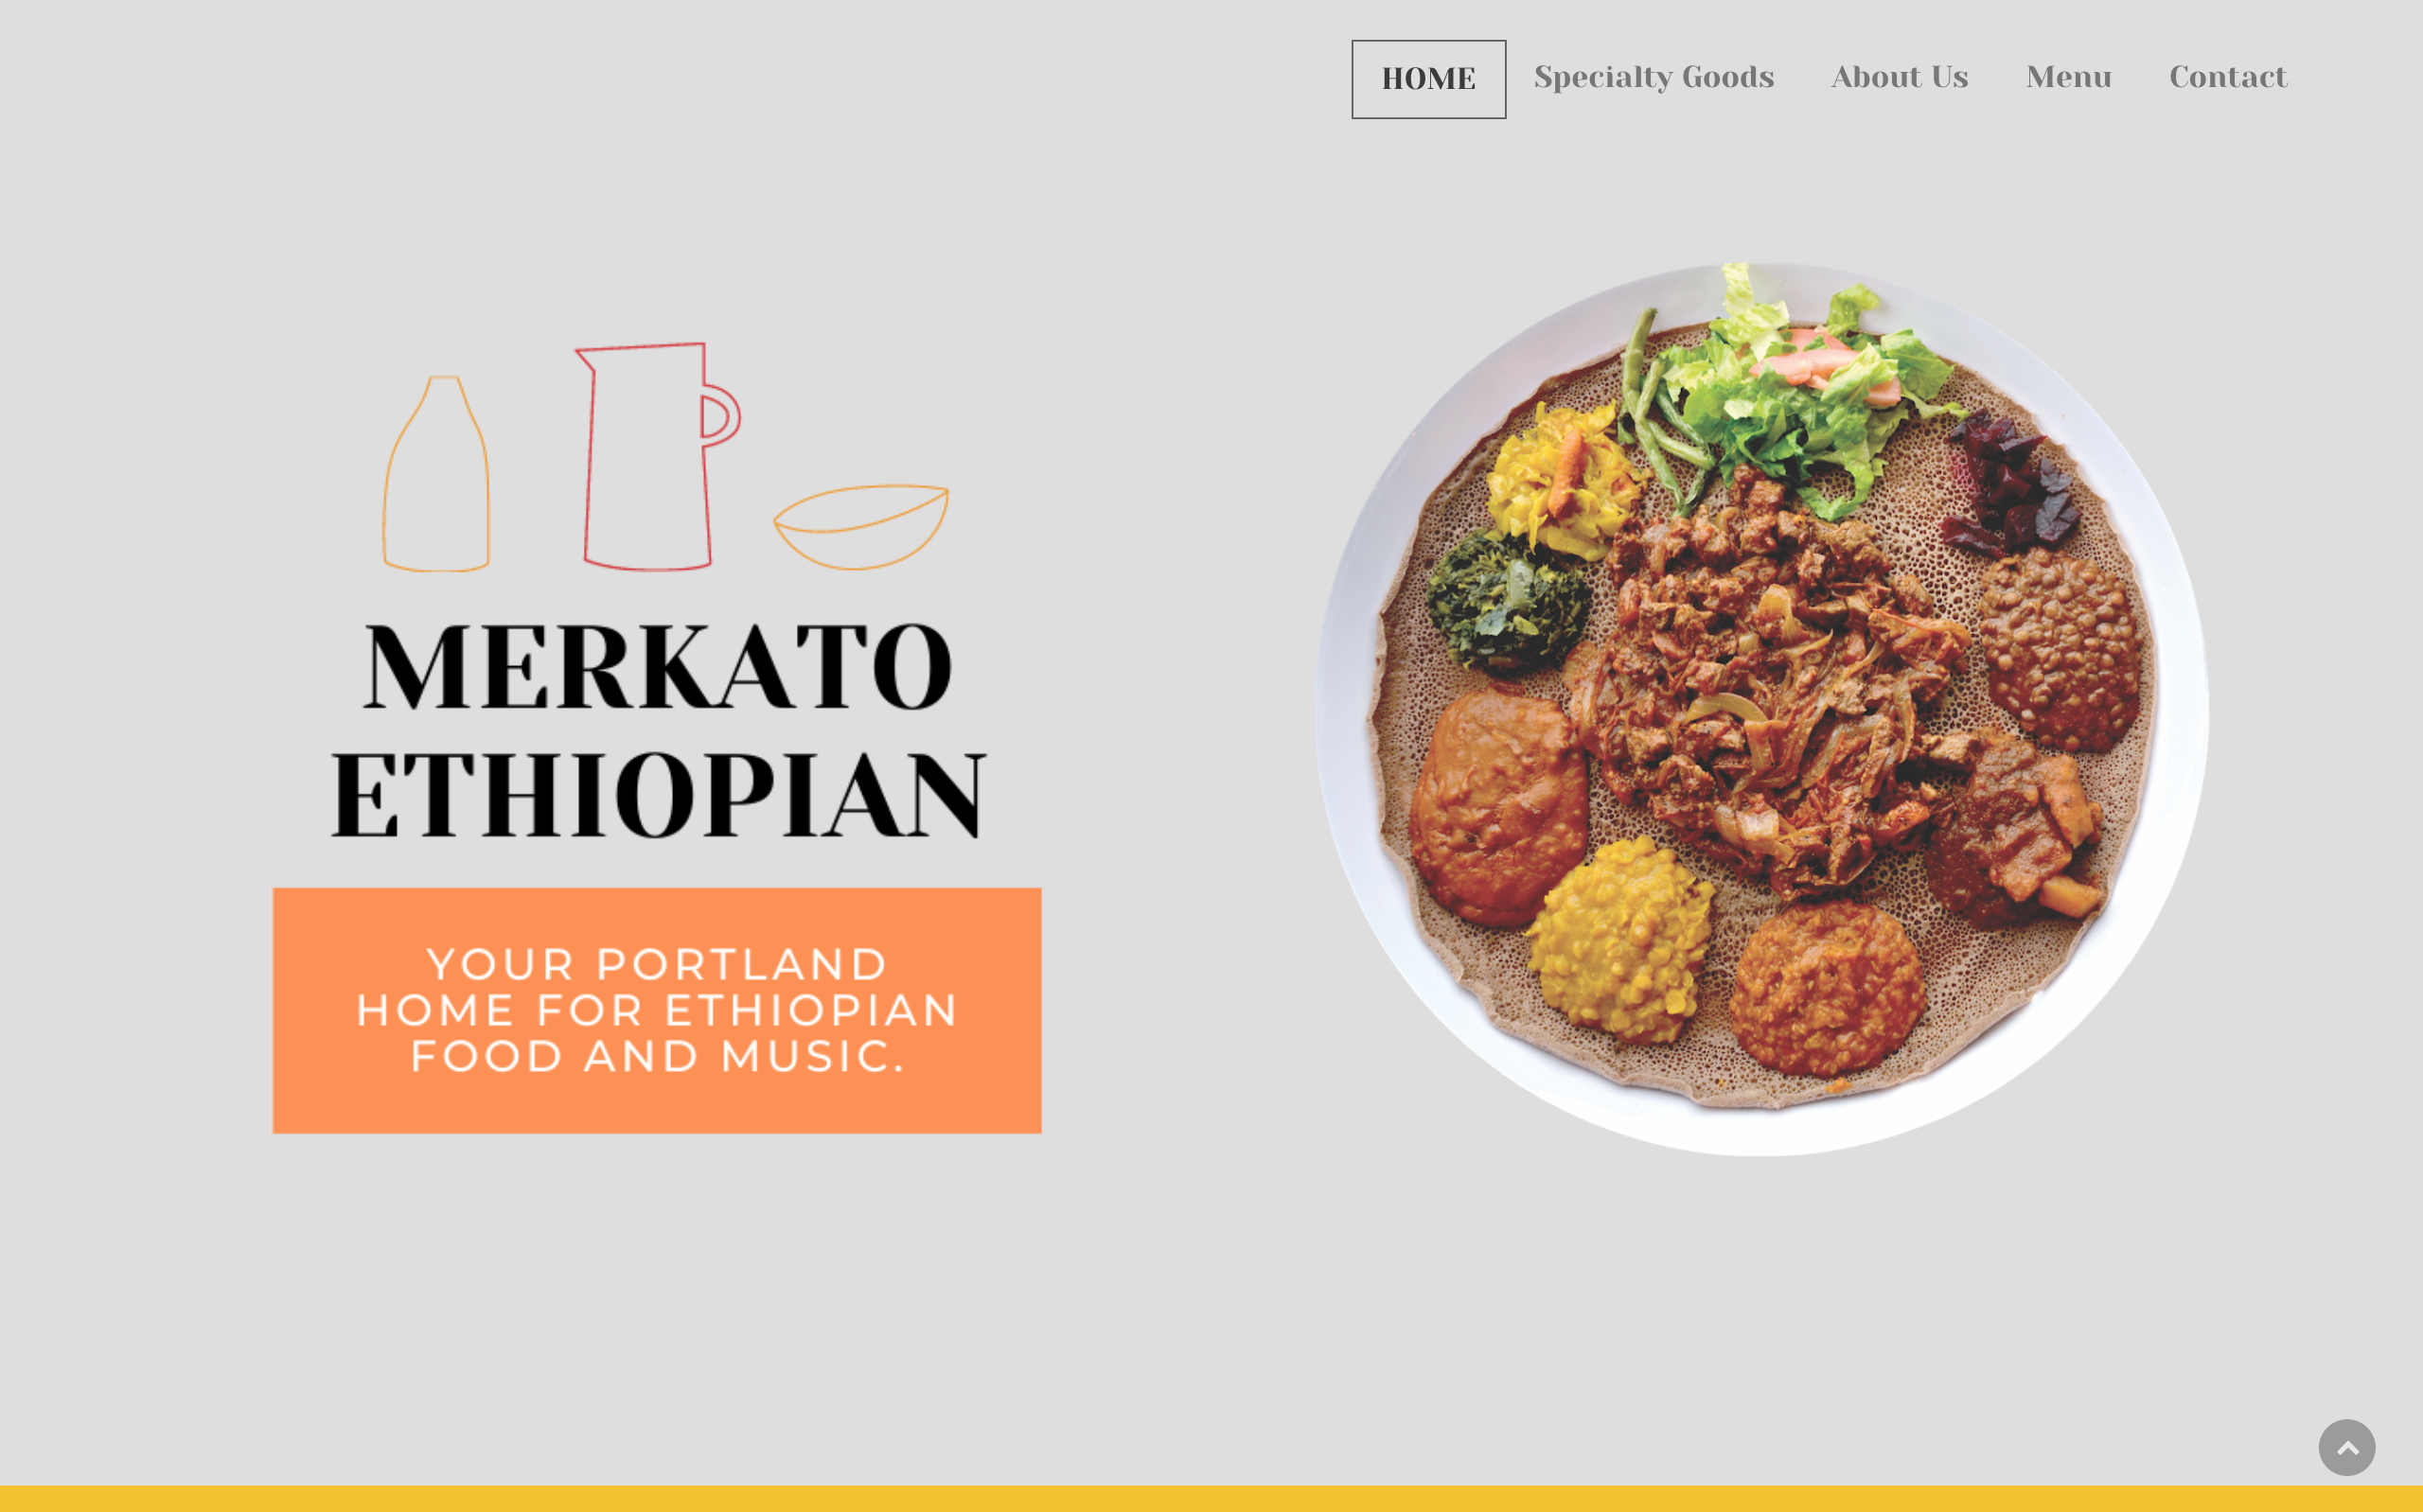 HOME
Specialty Goods
About Us
Menu
Contact
MERKATO
ETHIOPIAN
YOUR PORTLAND
HOME FOR ETHIOPIAN
FOOD AND MUSIC.